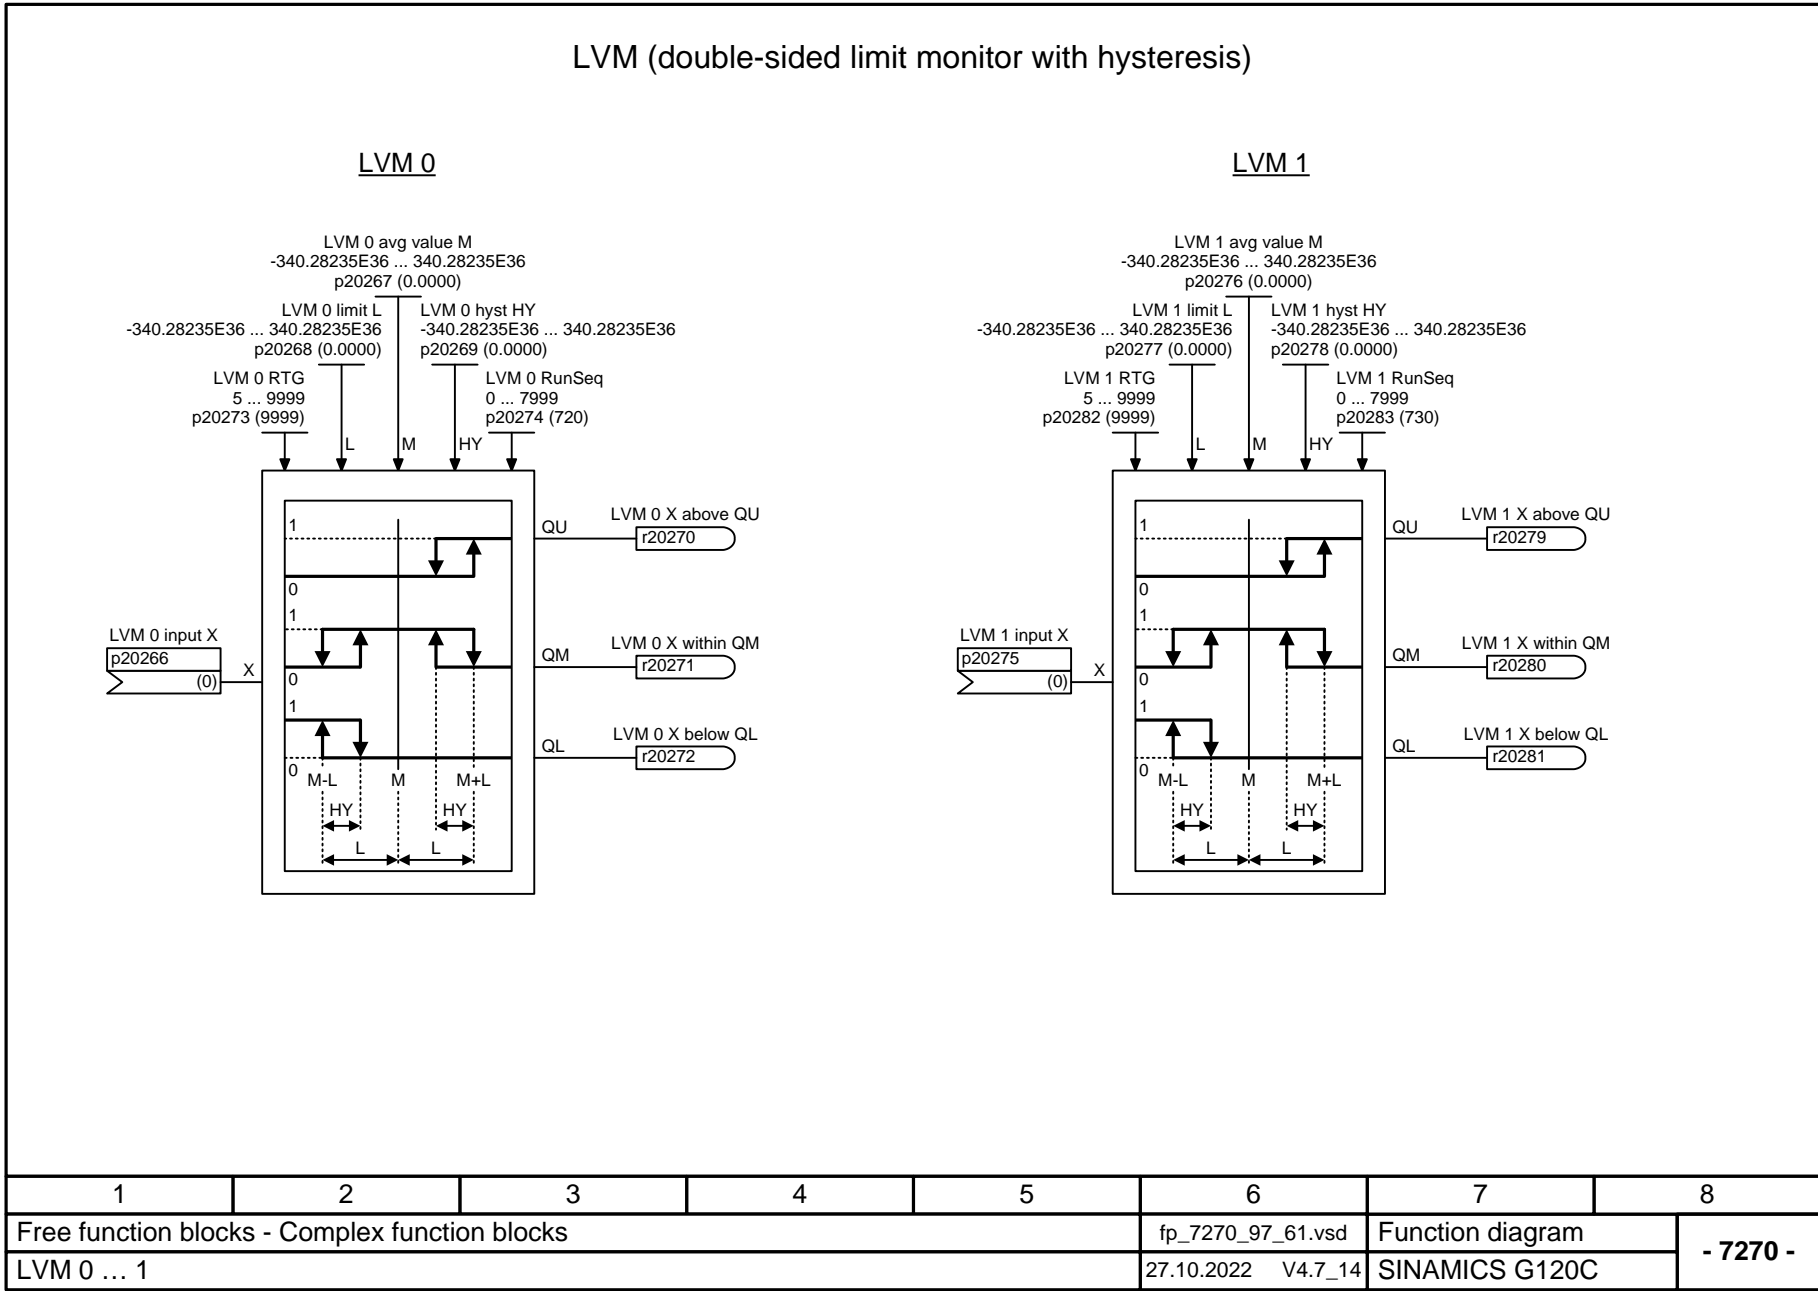 LVM (double-sided limit monitor with hysteresis)
LVM 0
LVM 0 avg value M
-340.28235E36 ... 340.28235E36
p20267 (0.0000)
LVM 0 limit L
-340.28235E36 ... 340.28235E36
p20268 (0.0000)
LVM 0 hyst HY
-340.28235E36 ... 340.28235E36
p20269 (0.0000)
LVM 0 RTG
5 ... 9999
p20273 (9999)
LVM 0 RunSeq
0 ... 7999
p20274 (720)
L
M
HY
LVM 0 input X
p20266
(0)
X
1
0
1
0
1
0
M-L
M
M+L
HY
HY
L
L
QU
LVM 0 X above QU
r20270
QM
LVM 0 X within QM
r20271
QL
LVM 0 X below QL
r20272
LVM 1
LVM 1 avg value M
-340.28235E36 ... 340.28235E36
p20276 (0.0000)
LVM 1 limit L
-340.28235E36 ... 340.28235E36
p20277 (0.0000)
LVM 1 hyst HY
-340.28235E36 ... 340.28235E36
p20278 (0.0000)
LVM 1 RTG
5 ... 9999
p20282 (9999)
LVM 1 RunSeq
0 ... 7999
p20283 (730)
L
M
HY
LVM 1 input X
p20275
(0)
X
1
0
1
0
1
0
M-L
M
M+L
HY
HY
L
L
QU
LVM 1 X above QU
r20279
QM
LVM 1 X within QM
r20280
QL
LVM 1 X below QL
r20281
1 2 3 4 5 6 7 8
Free function blocks - Complex function blocks
fp_7270_97_61.vsd
Function diagram
- 7270 -
LVM 0 … 1
27.10.2022 V4.7_14
SINAMICS G120C